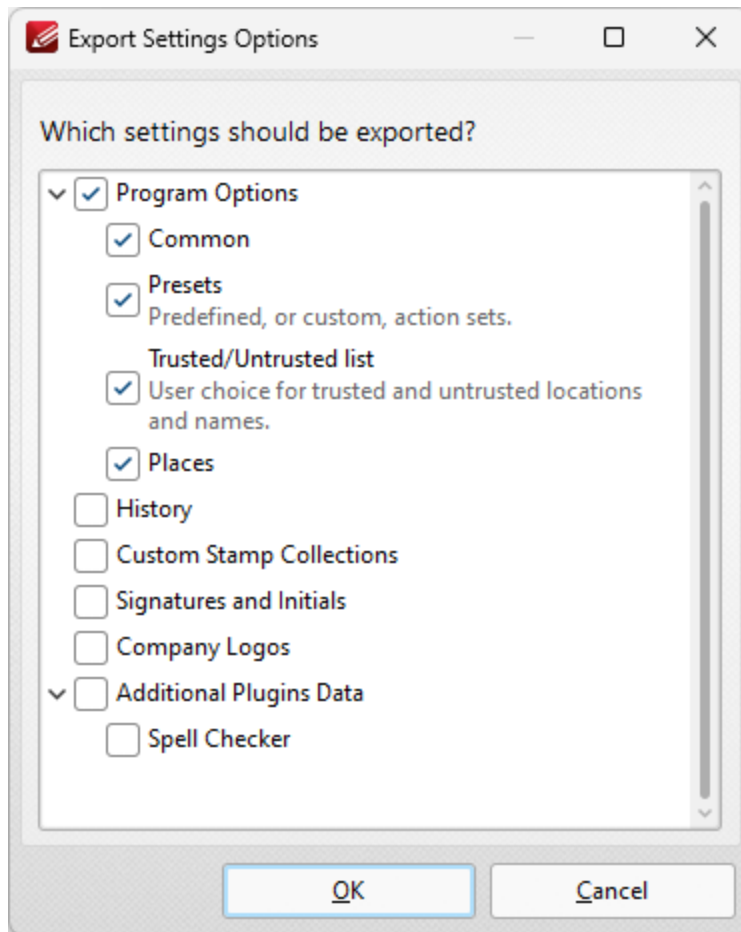 Export Settings Options
Which settings should be exported?
Program Options
Common
Presets
Predefined, or custom, action sets.
Trusted/Untrusted list
User choice for trusted and untrusted locations
and names.
Places
History
Custom Stamp Collections
Signatures and Initials
Company Logos
Additional Plugins Data
Spell Checker
OK
Cancel